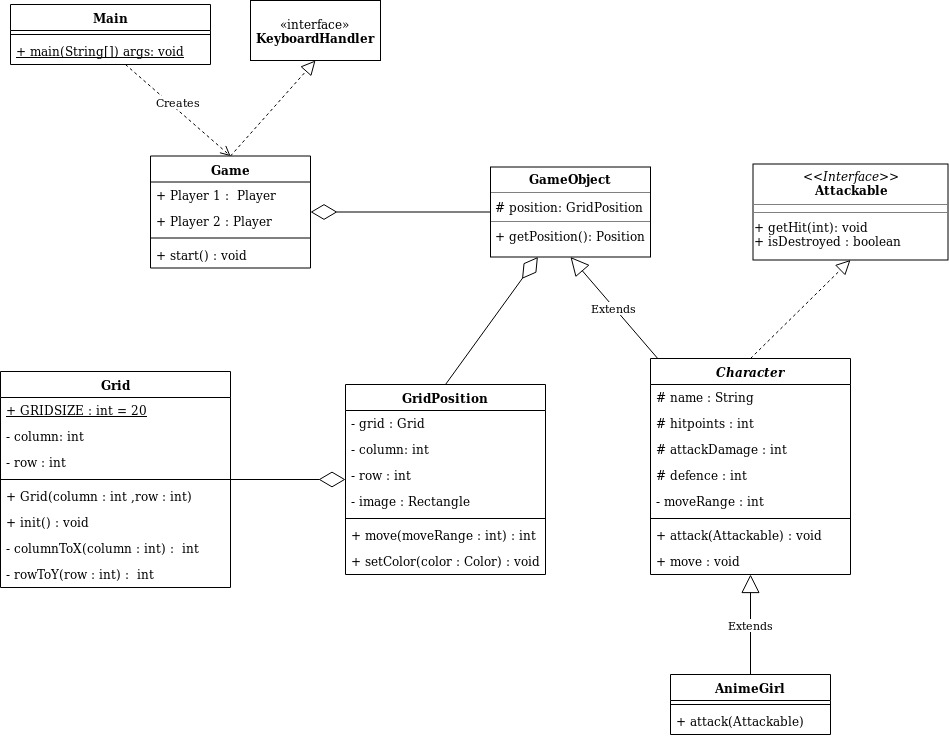 Main
+ main(String[]) args: void
«interface»
KeyboardHandler
Creates
Game
+ Player 1 :  Player
+ Player 2 : Player
+ start() : void
GameObject
# position: GridPosition
+ getPosition(): Position
<<Interface>>
Attackable
+ getHit(int): void
+ isDestroyed : boolean
Extends
Grid
+ GRIDSIZE : int = 20
- column: int
- row : int
+ Grid(column : int ,row : int)
+ init() : void
- columnToX(column : int) :  int
- rowToY(row : int) :  int
GridPosition
- grid : Grid
- column: int
- row : int
- image : Rectangle
+ move(moveRange : int) : int
+ setColor(color : Color) : void
Character
# name : String
# hitpoints : int
# attackDamage : int
# defence : int
- moveRange : int
+ attack(Attackable) : void
+ move : void
Extends
AnimeGirl
+ attack(Attackable)